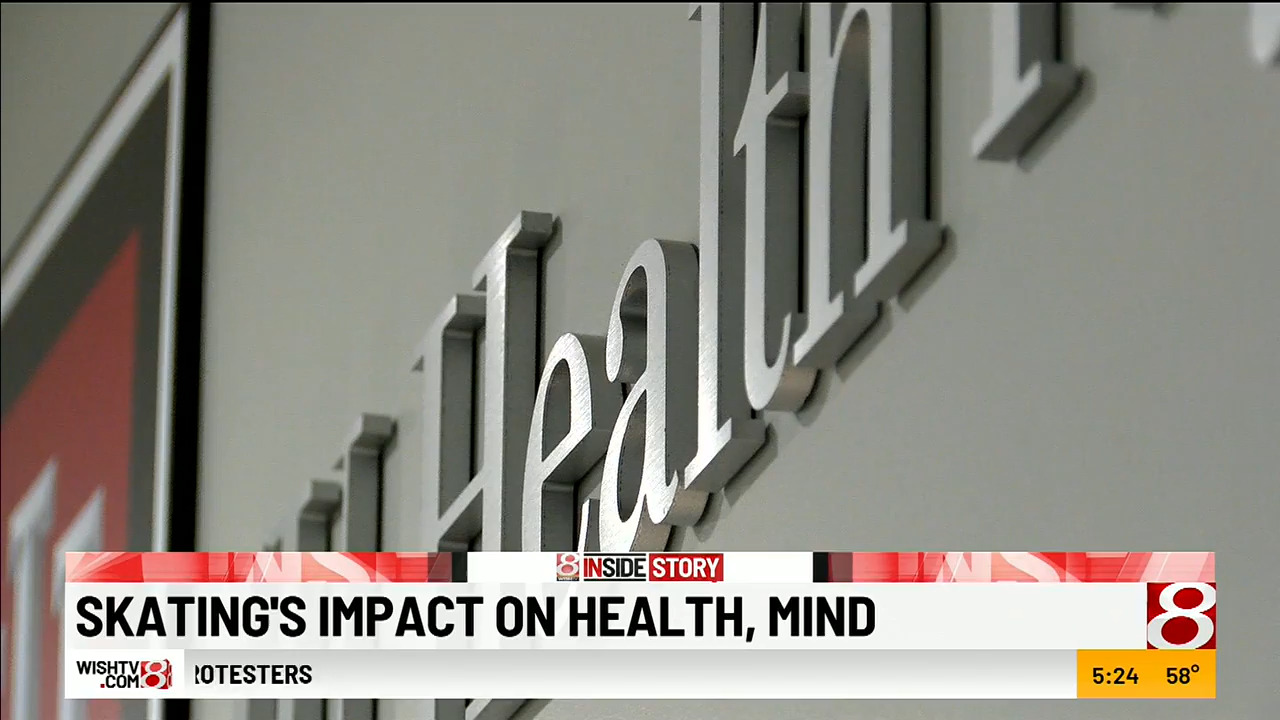 Health
8 INSIDE STORY
SKATING'S IMPACT ON HEALTH, MIND
8
WISHTV
.COM 8
ROTESTERS
5:24 58°